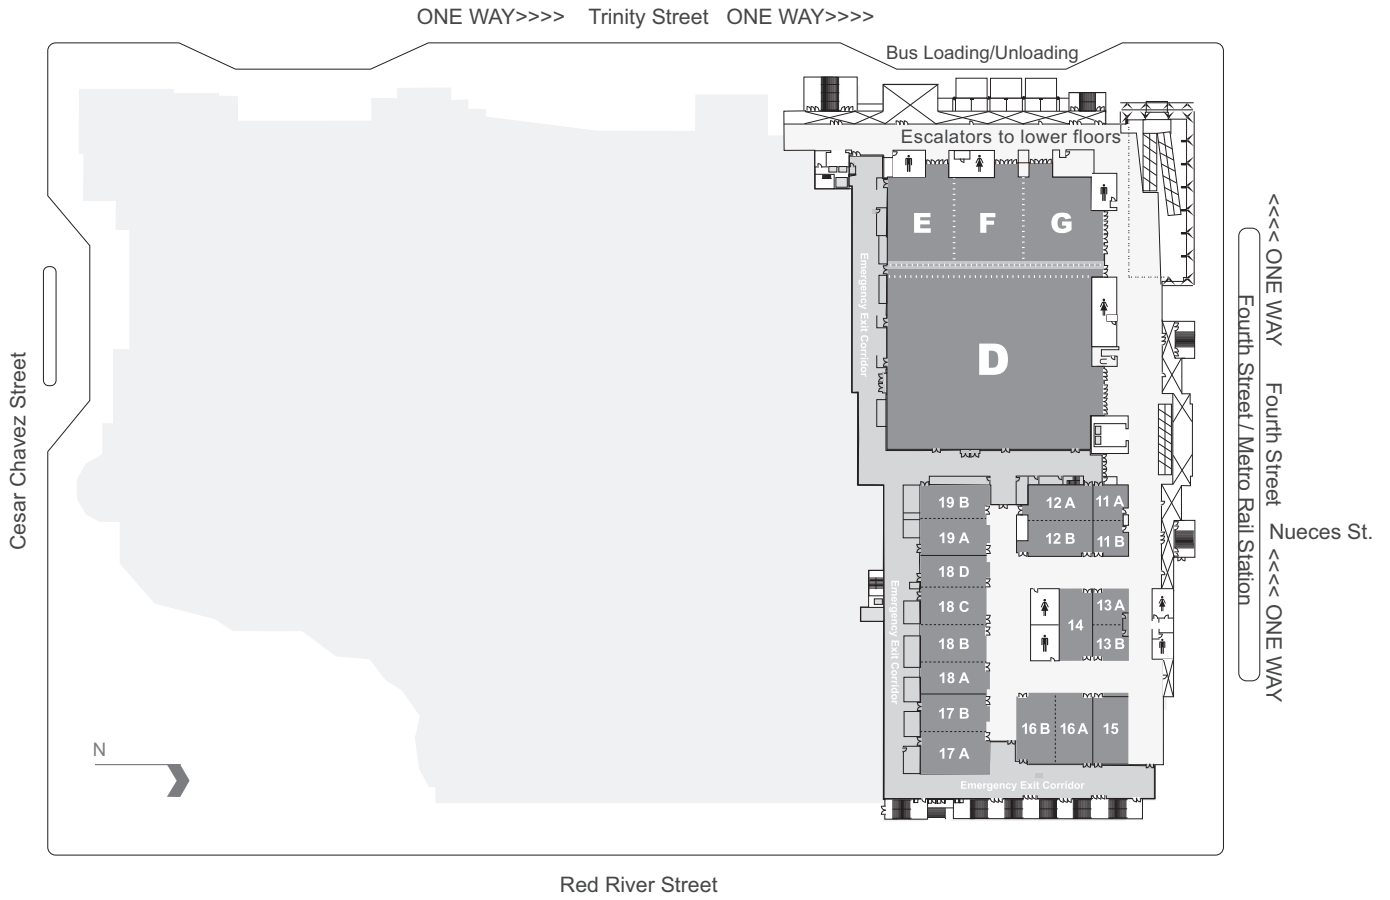 ONE WAY>>>> Trinity Street ONE WAY>>>>
Bus Loading/Unloading
Escalators to lower floors
E F G
D
Emergency Exit Corridor
Cesar Chavez Street
<<<< ONE WAY Fourth Street <<<< ONE WAY
Fourth Street / Metro Rail Station
Nueces St.
19 B
12 A
11 A
19 A
12 B
11 B
18 D
18 C
14
13 A
13 B
18 B
18 A
Emergency Exit Corridor
17 B
16 B
16 A
15
17 A
N
Emergency Exit Corridor
Red River Street